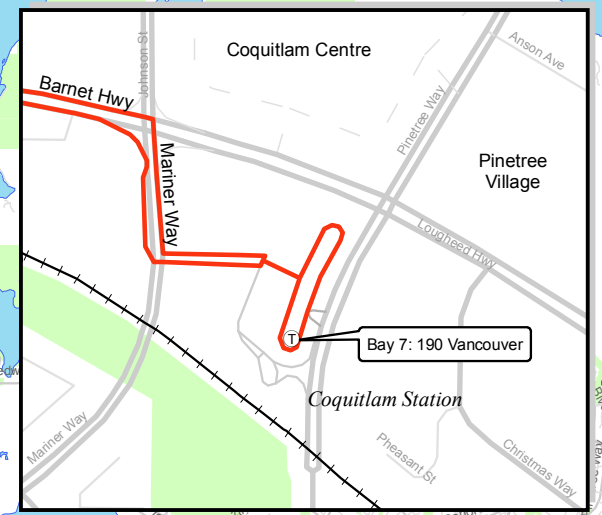 Coquitlam Centre
Johnson St
Anson Ave
Barnet Hwy
Pinetree Way
Mariner Way
Pinetree
Village
Lougheed Hwy
T
Bay 7: 190 Vancouver
Coquitlam Station
Mariner Way
Pheasant St
Christmas Way